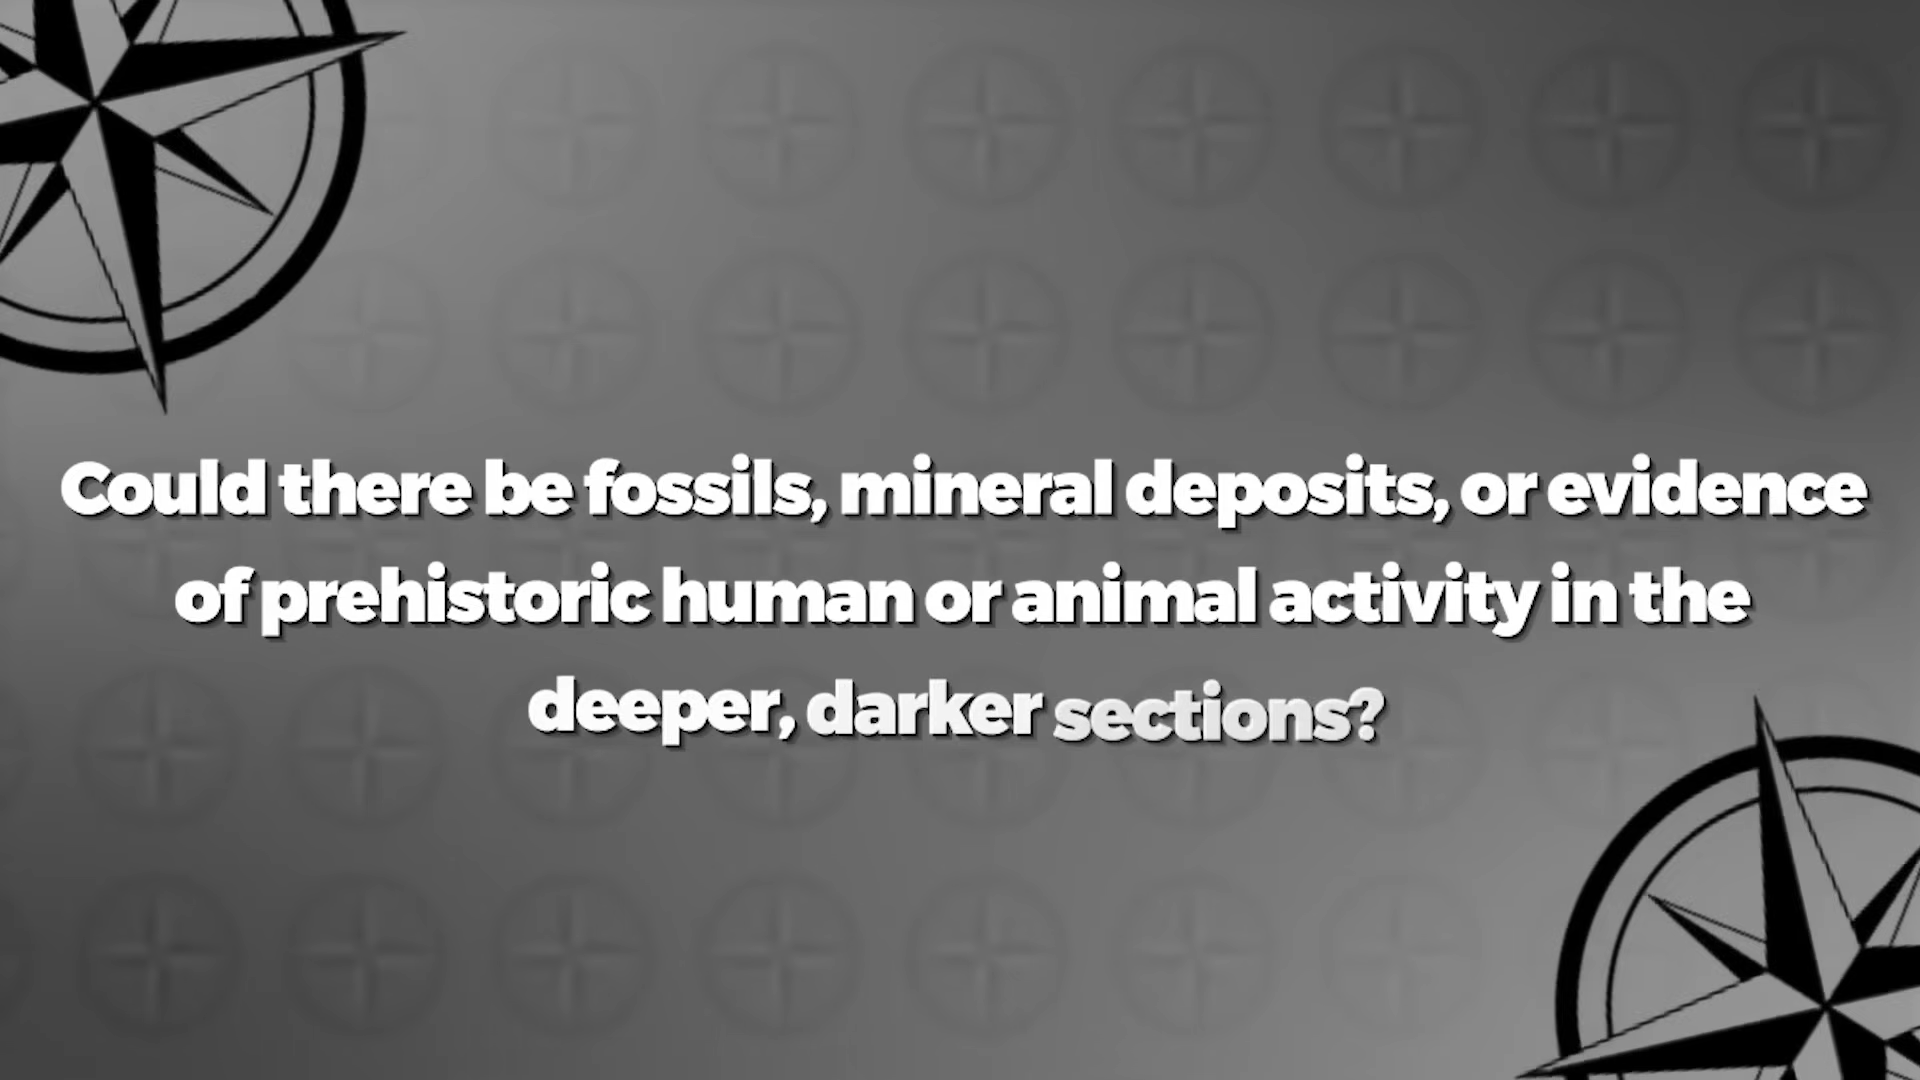 Could there be fossils, mineral deposits, or evidence
of prehistoric human or animal activity in the
deeper, darker sections?